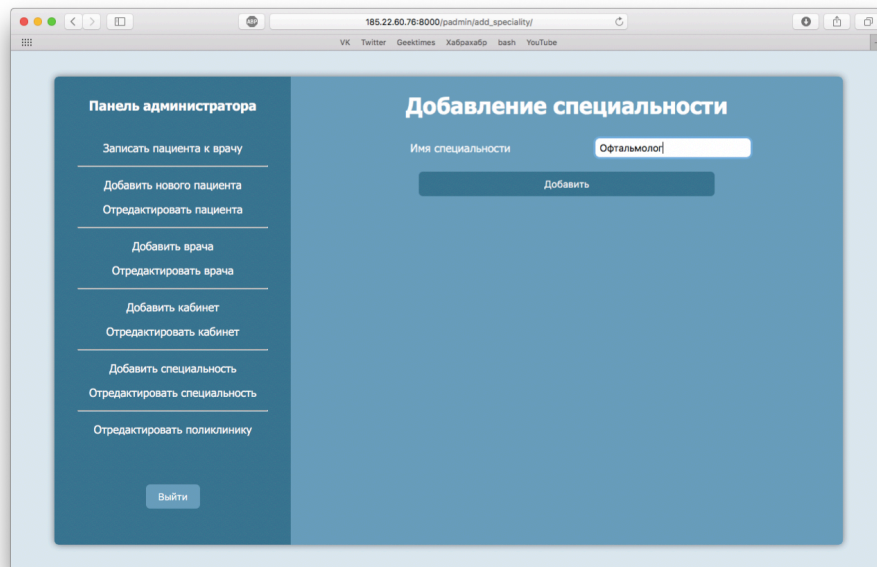 ABP
185.22.60.76:8000/padmin/add_speciality/
VK Twitter Geektimes Хабрахабр bash YouTube
Панель администратора
Записать пациента к врачу
Добавить нового пациента
Отредактировать пациента
Добавить врача
Отредактировать врача
Добавить кабинет
Отредактировать кабинет
Добавить специальность
Отредактировать специальность
Отредактировать поликлинику
Выйти
Добавление специальности
Имя специальности Офтальмолог
Добавить